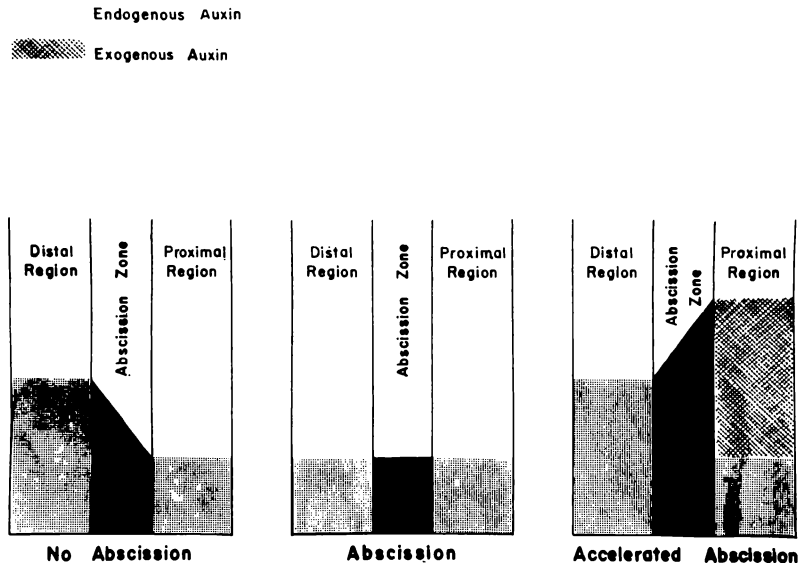 Endogenous Auxin
Exogenous Auxin
Distal Region
Abscission Zone
Proximal Region
Distal Region
Abscission Zone
Proximal Region
Distal Region
Abscission Zone
Proximal Region
No Abscission
Abscission
Accelerated Abscission